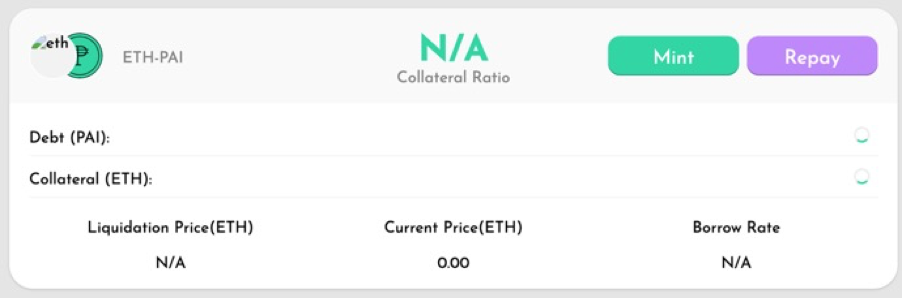 eth
₱
ETH-PAI
N/A
Collateral Ratio
Mint
Repay
Debt (PAI):
Collateral (ETH):
Liquidation Price(ETH)
Current Price(ETH)
Borrow Rate
N/A
0.00
N/A